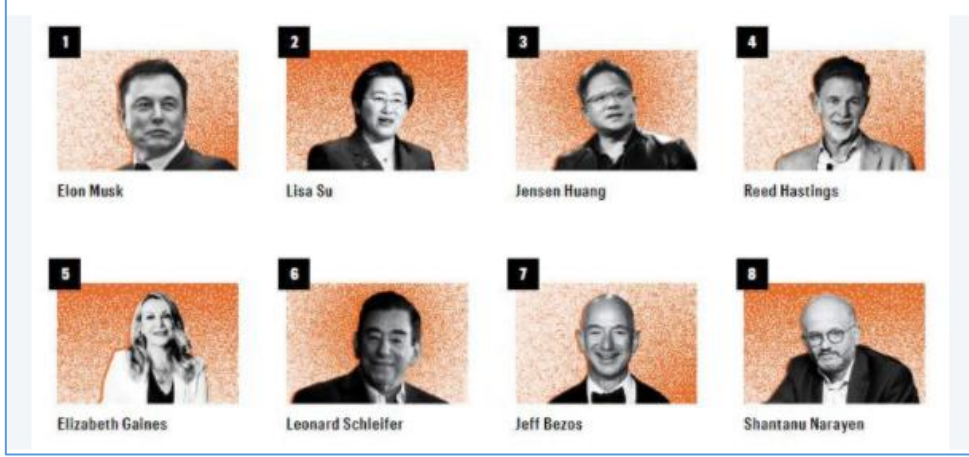 1
2
3
4
Elon Musk
Lisa Su
Jensen Huang
Reed Hastings
5
6
7
8
Elizabeth Gaines
Leonard Schleifer
Jeff Bezos
Shantanu Narayen